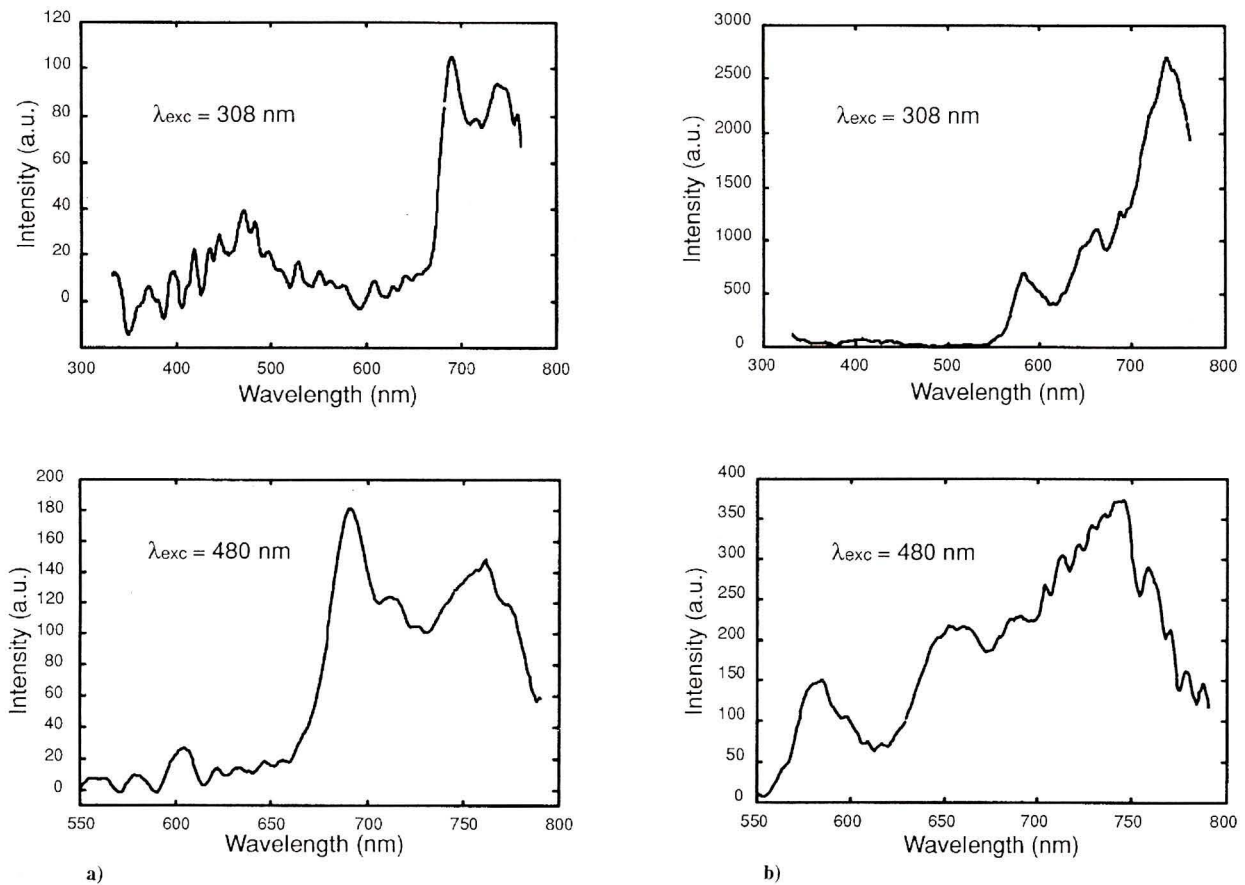 120
100
80
60
40
20
0
300 400 500 600 700 800
Intensity (a.u.)
Wavelength (nm)
λexc = 308 nm
3000
2500
2000
1500
1000
500
0
300 400 500 600 700 800
Intensity (a.u.)
Wavelength (nm)
λexc = 308 nm
200
180
160
140
120
100
80
60
40
20
0
550 600 650 700 750 800
Intensity (a.u.)
Wavelength (nm)
λexc = 480 nm
a)
400
350
300
250
200
150
100
50
0
550 600 650 700 750 800
Intensity (a.u.)
Wavelength (nm)
λexc = 480 nm
b)